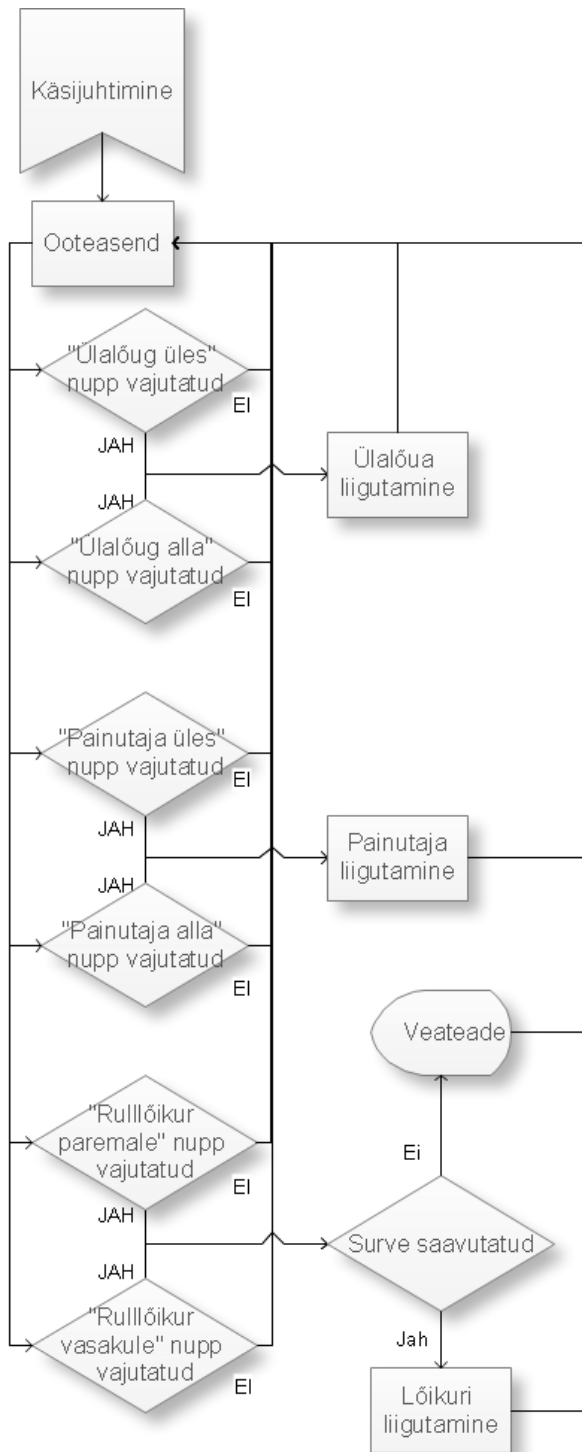 Käsijuhtimine
Ooteasend
"Ülalõug üles"
nupp vajutatud
EI
JAH
Ülalõua
liigutamine
JAH
"Ülalõug alla"
nupp vajutatud
EI
"Painutaja üles"
nupp vajutatud
EI
JAH
Painutaja
liigutamine
JAH
"Painutaja alla"
nupp vajutatud
EI
Veateade
"Rulllõikur
paremale" nupp
vajutatud
EI
Ei
JAH
Surve saavutatud
JAH
"Rulllõikur
vasakule" nupp
vajutatud
EI
Jah
Lõikuri
liigutamine